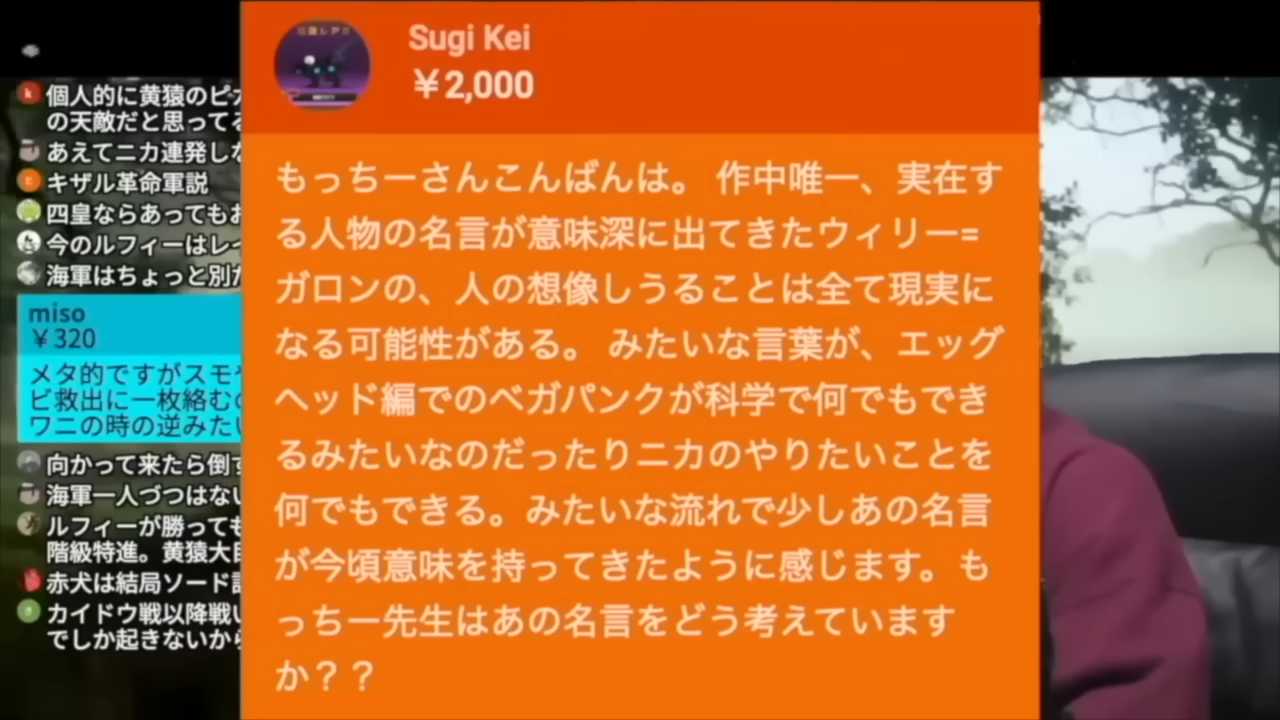 Sugi Kei
￥2,000
もっちーさんこんばんは。 作中唯一、実在す
る人物の名言が意味深に出てきたウィリー=
ガロンの、人の想像しうることは全て現実に
なる可能性がある。 みたいな言葉が、エッグ
ヘッド編でのベガパンクが科学で何でもでき
るみたいなのだったりニカのやりたいことを
何でもできる。みたいな流れで少しあの名言
が今頃意味を持ってきたように感じます。も
っちー先生はあの名言をどう考えています
か？？
個人的に黄猿のピカ
の天敵だと思ってる
あえてニカ連発しな
キザル革命軍説
四皇ならあってもお
今のルフィーはレイ
海軍はちょっと別だ
miso
￥320
メタ的ですがスモや
ビ救出に一枚絡むの
ワニの時の逆みたい
向かって来たら倒す
海軍一人づつはない
ルフィーが勝っても
階級特進。黄猿大目
赤犬は結局ソード
カイドウ戦以降戦い
でしか起きないから